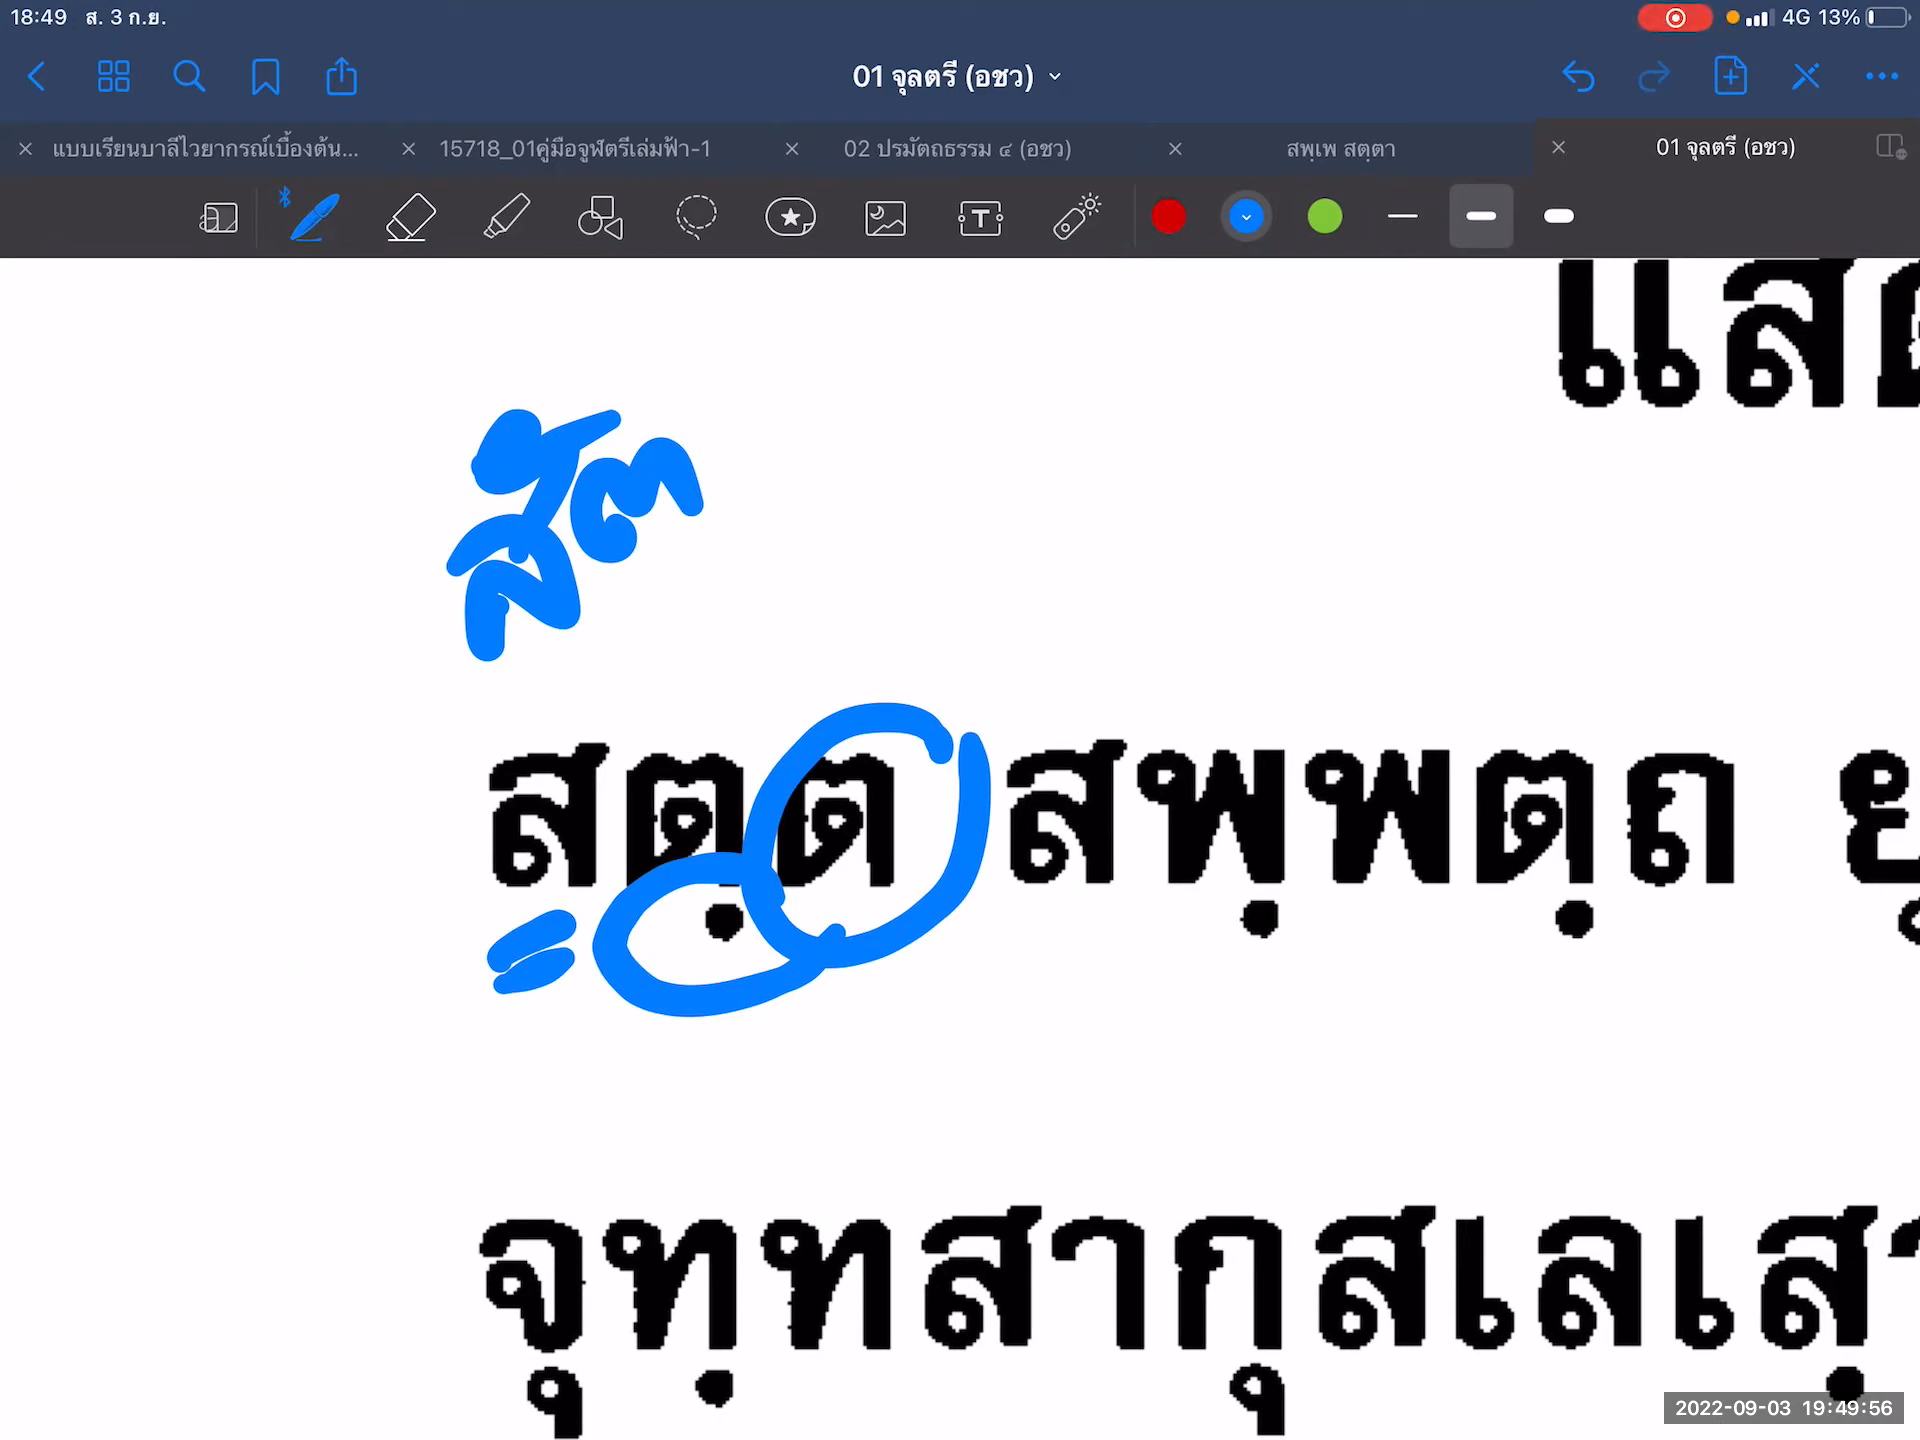 18:49 ส. 3 ก.ย. 4G 13%
01 จุลตรี (อชว)
แบบเรียนบาลีไวยากรณ์เบื้องต้น... 15718_01คู่มือจูฬตรีเล่มฟ้า-1 02 ปรมัตถธรรม ๔ (อชว) สพฺเพ สตฺตา 01 จุลตรี (อชว)
แส
สัต
สตฺต สพฺพตฺถ ยุ
จุทฺทสากุสเลเสฺ
2022-09-03 19:49:56